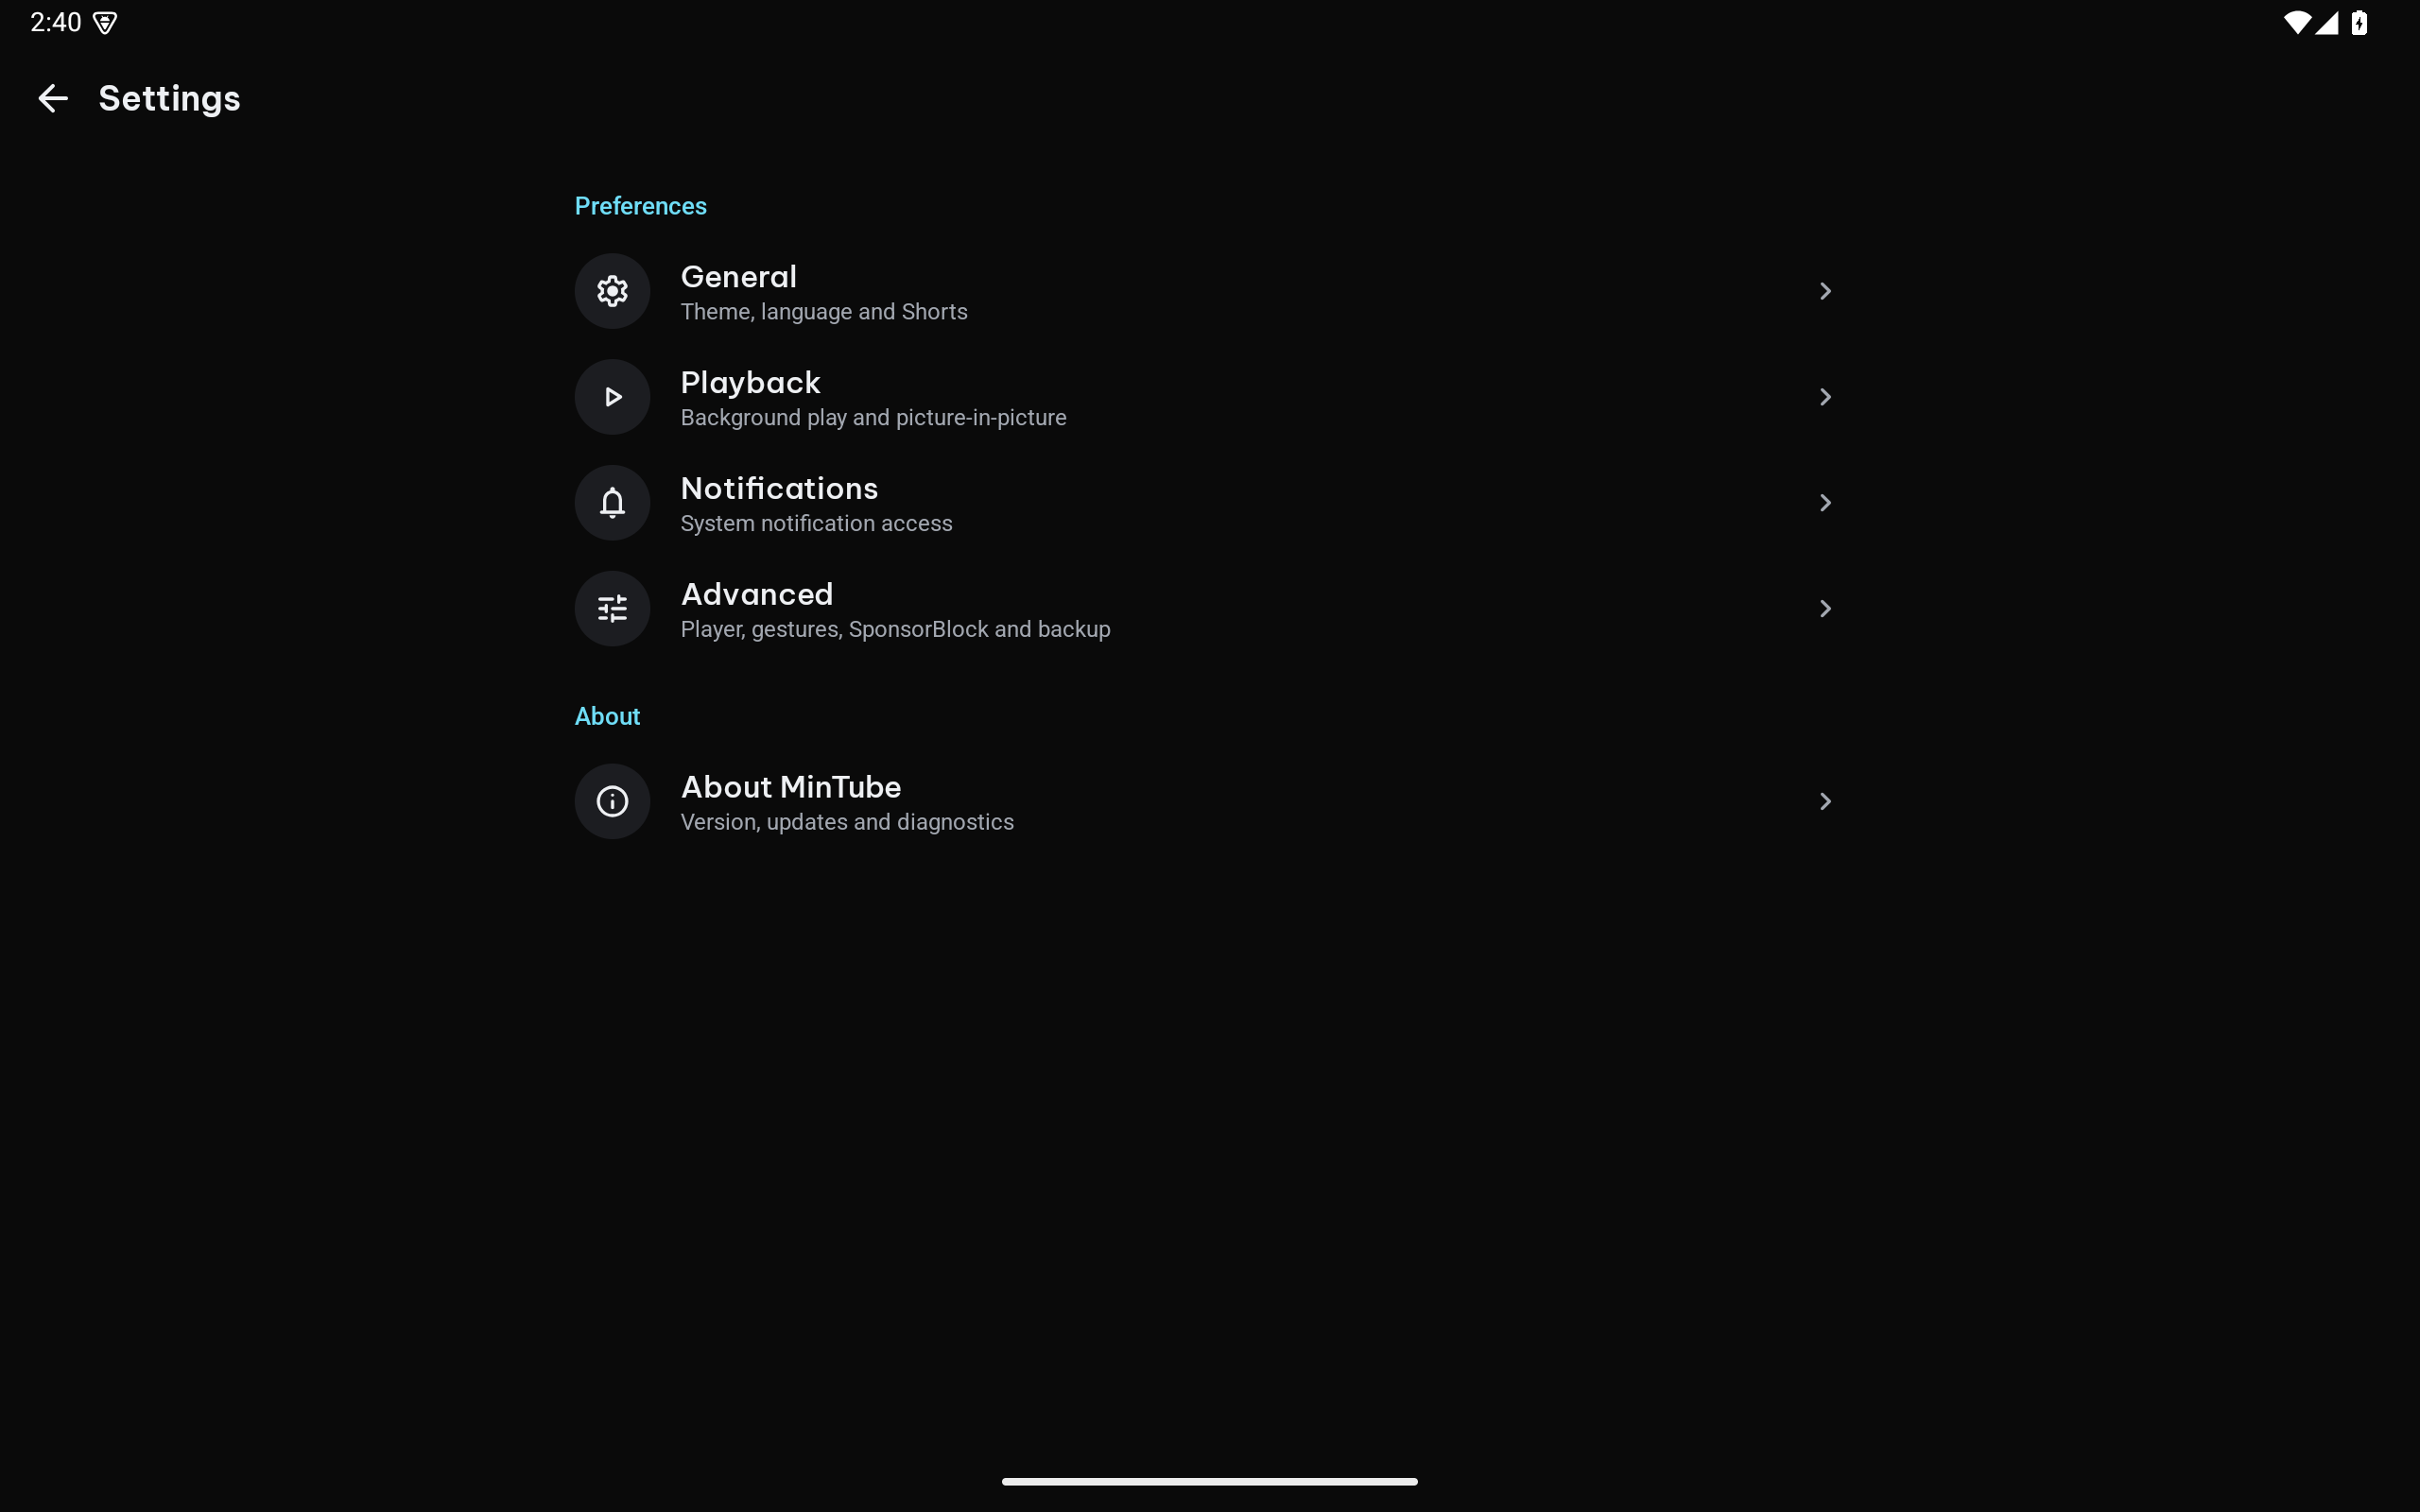 2:40
Settings
Preferences
General
Theme, language and Shorts
Playback
Background play and picture-in-picture
Notifications
System notification access
Advanced
Player, gestures, SponsorBlock and backup
About
About MinTube
Version, updates and diagnostics